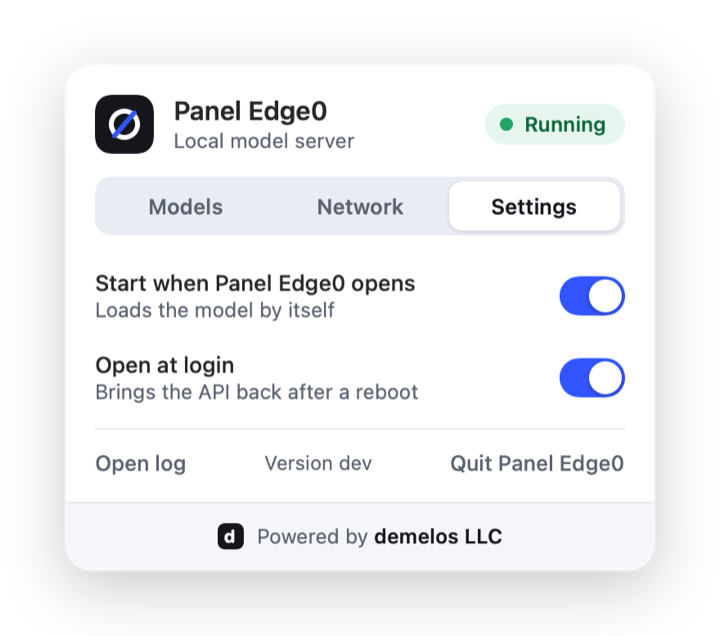 Panel Edge0
Local model server
Running
Models
Network
Settings
Start when Panel Edge0 opens
Loads the model by itself
Open at login
Brings the API back after a reboot
Open log
Version dev
Quit Panel Edge0
d Powered by demelos LLC